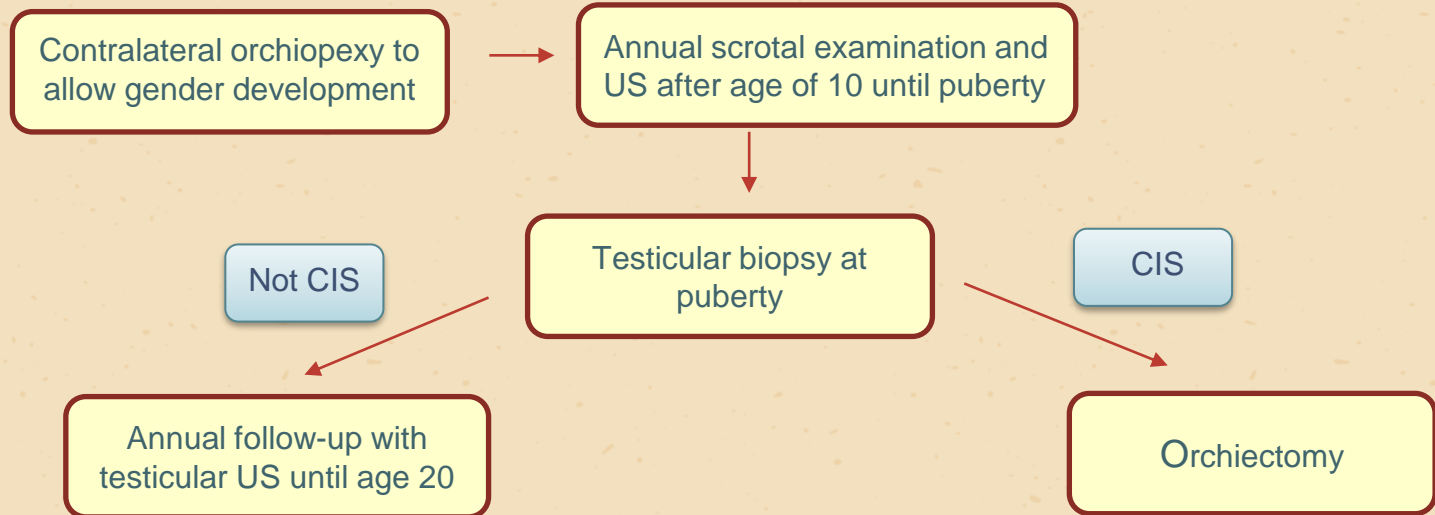 Contralateral orchiopexy to
allow gender development
Annual scrotal examination and
US after age of 10 until puberty
Testicular biopsy at
puberty
Not CIS
CIS
Annual follow-up with
testicular US until age 20
Orchiectomy